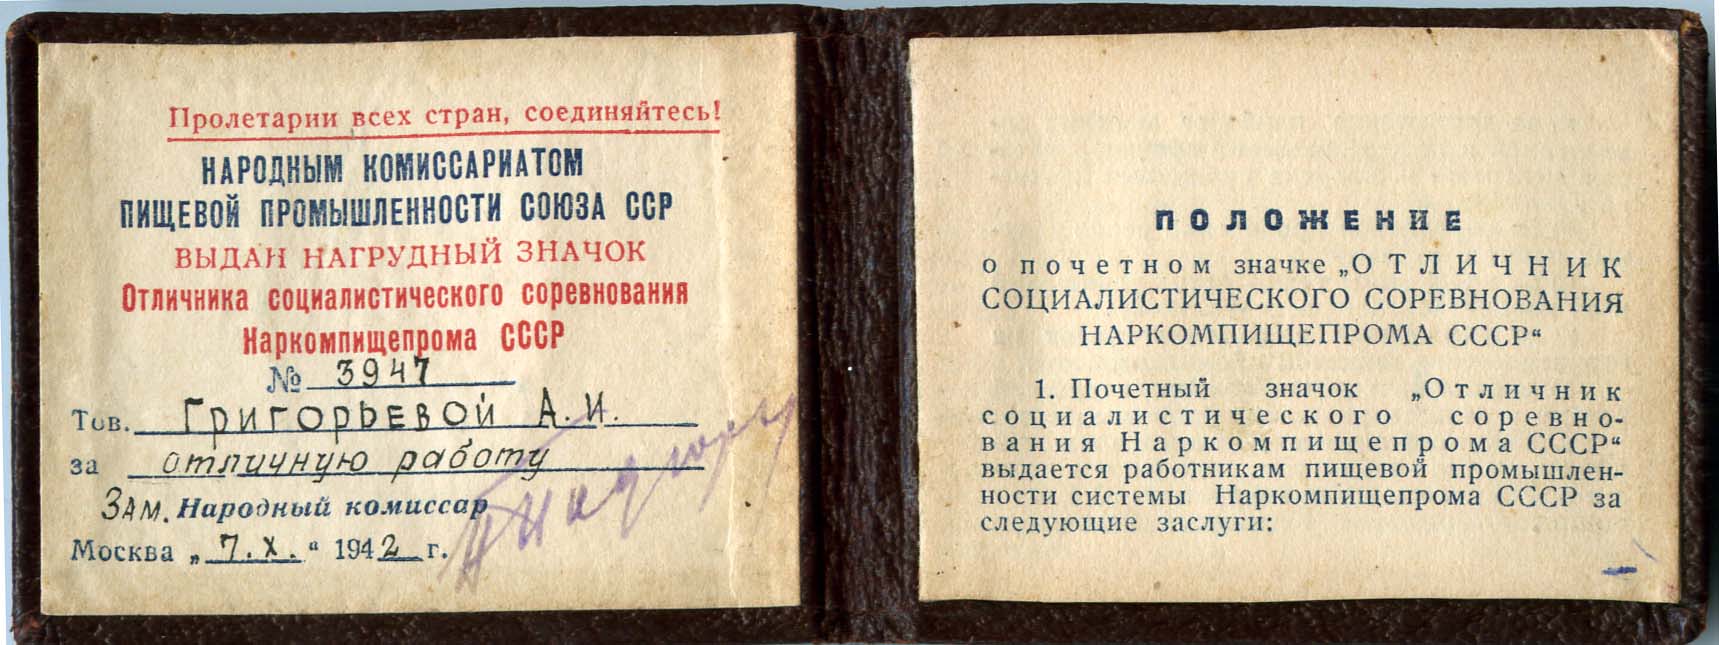 Пролетарии всех стран, соединяйтесь!
НАРОДНЫМ КОМИССАРИАТОМ
ПИЩЕВОЙ ПРОМЫШЛЕННОСТИ СОЮЗА ССР
ВЫДАН НАГРУДНЫЙ ЗНАЧОК
Отличника социалистического соревнования
Наркомпищепрома СССР
№ 3947
Тов. ГРИГОРЬЕВОЙ А.И.
за отличную работу
ЗАМ. Народный комиссар
Москва „7.X.“ 1942 г.
ПОЛОЖЕНИЕ
о почетном значке „ОТЛИЧНИК
СОЦИАЛИСТИЧЕСКОГО СОРЕВНОВАНИЯ
НАРКОМПИЩЕПРОМА СССР“
1. Почетный значок „Отличник
социалистического соревно-
вания Наркомпищепрома СССР“
выдается работникам пищевой промышлен-
ности системы Наркомпищепрома СССР за
следующие заслуги: